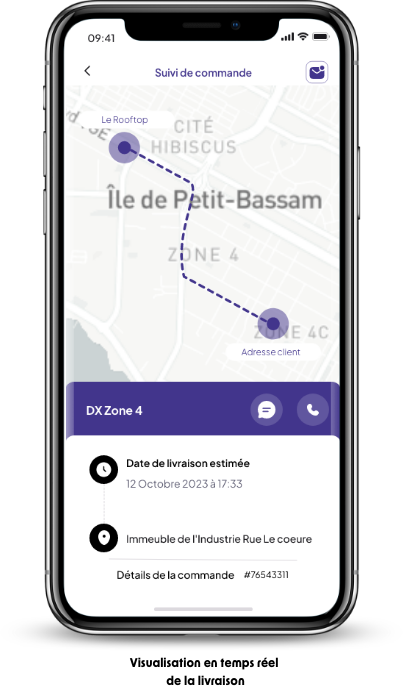 09:41
Suivi de commande
Le Rooftop
CITÉ
HIBISCUS
Île de Petit-Bassam
ZONE 4
ZONE 4C
Adresse client
DX Zone 4
Date de livraison estimée
12 Octobre 2023 à 17:33
Immeuble de l'Industrie Rue Le coeure
Détails de la commande #76543311
Visualisation en temps réel
de la livraison